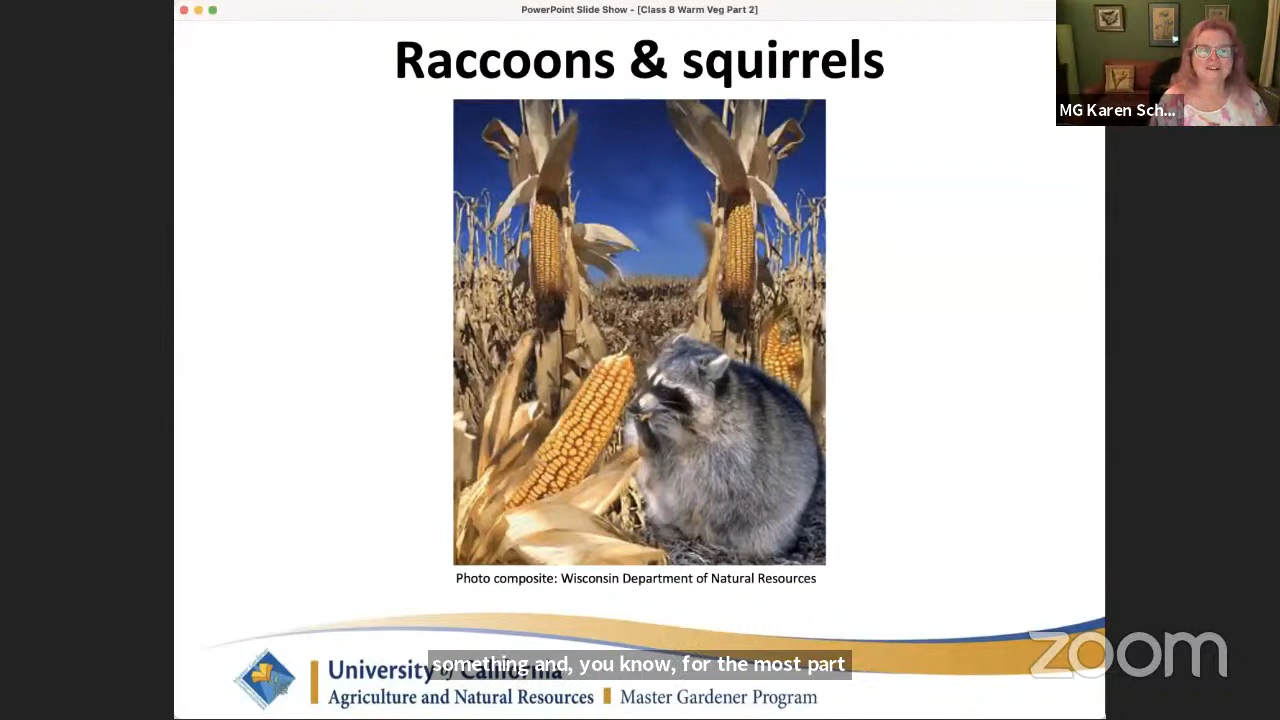 PowerPoint Slide Show - [Class 8 Warm Veg Part 2]
Raccoons & squirrels
MG Karen Sch...
Photo composite: Wisconsin Department of Natural Resources
zoom
something and, you know, for the most part
University of California
Agriculture and Natural Resources Master Gardener Program